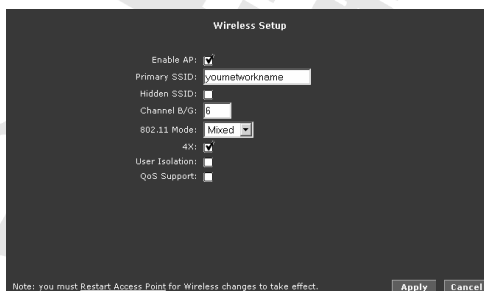 Wireless Setup
Enable AP:
Primary SSID: yournetworkname
Hidden SSID:
Channel B/G: 6
802.11 Mode: Mixed
4X:
User Isolation:
QoS Support:
Note: you must Restart Access Point for Wireless changes to take effect. Apply Cancel